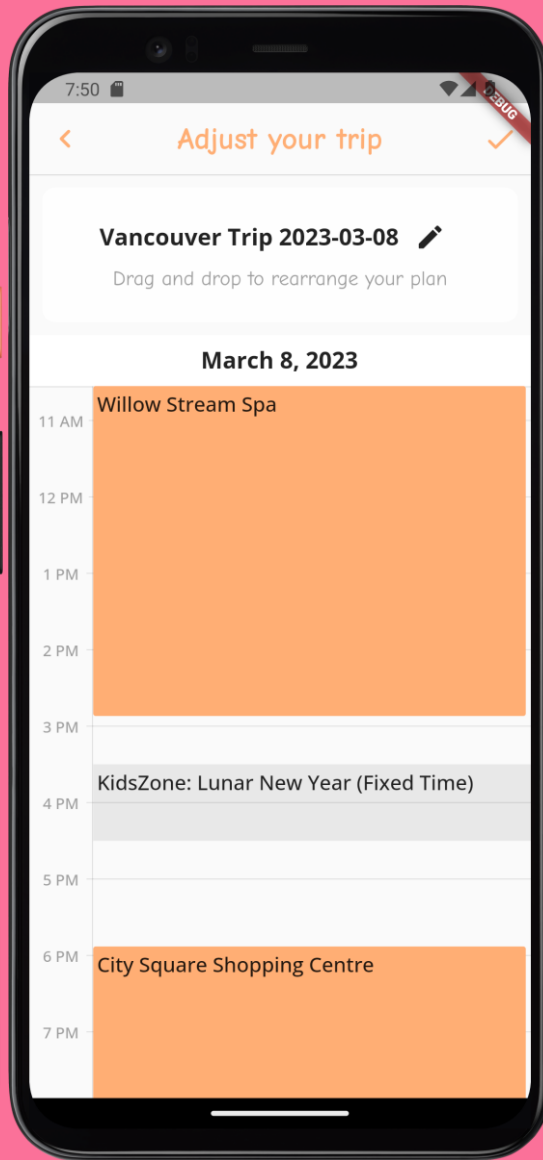 7:50
DEBUG
Adjust your trip
Vancouver Trip 2023-03-08
Drag and drop to rearrange your plan
March 8, 2023
Willow Stream Spa
11 AM
12 PM
1 PM
2 PM
3 PM
KidsZone: Lunar New Year (Fixed Time)
4 PM
5 PM
6 PM
City Square Shopping Centre
7 PM